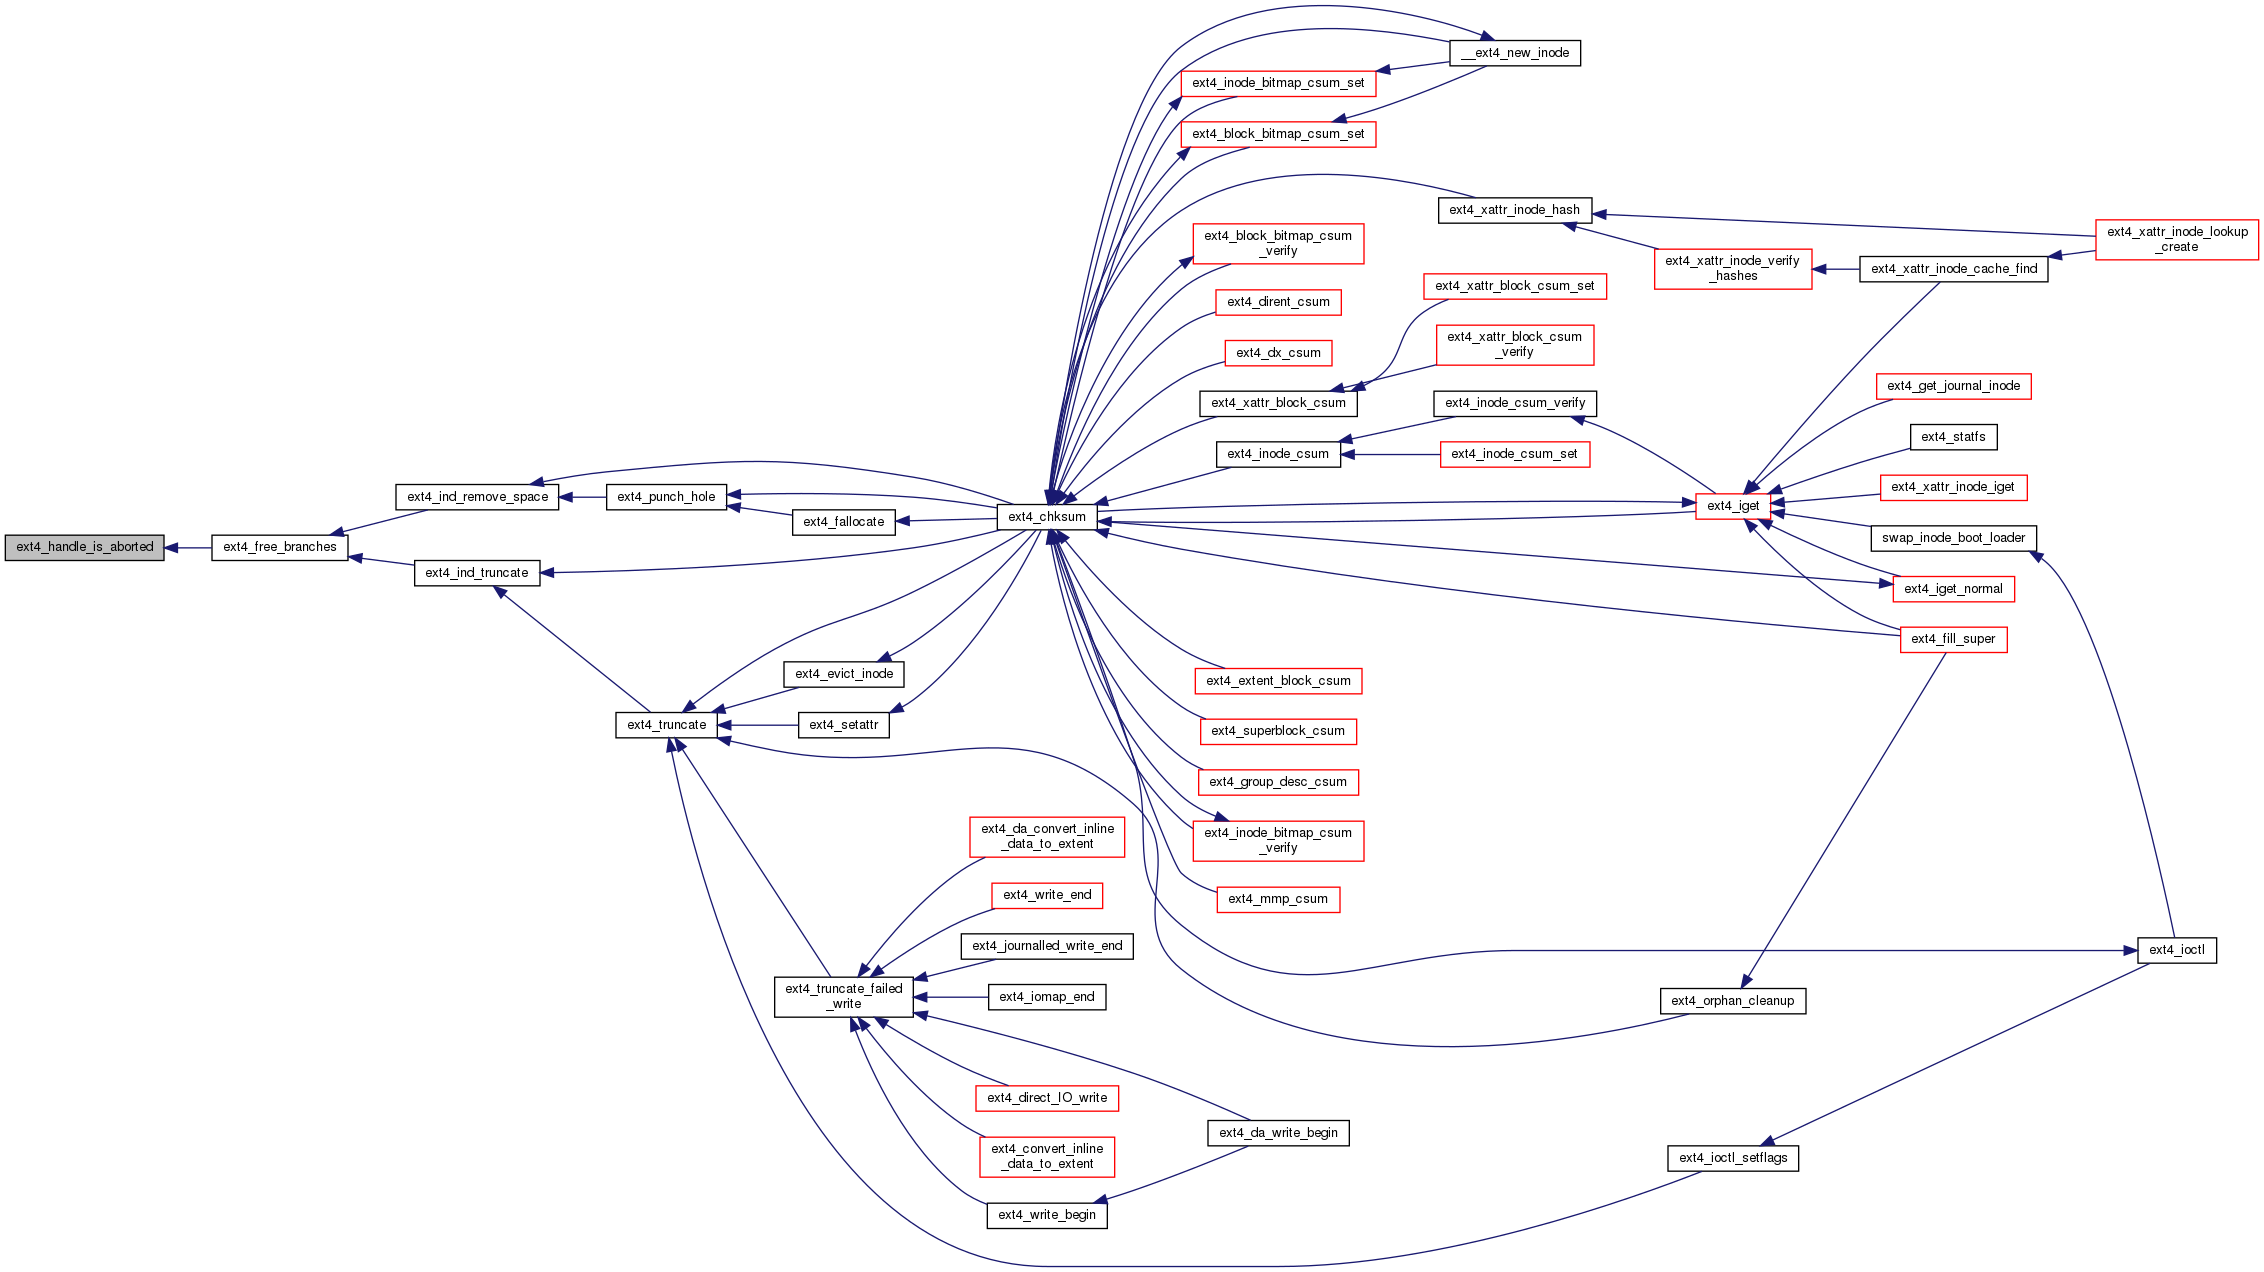 __ext4_new_inode
ext4_inode_bitmap_csum_set
ext4_block_bitmap_csum_set
ext4_xattr_inode_hash
ext4_block_bitmap_csum
_verify
ext4_xattr_inode_lookup
_create
ext4_xattr_inode_verify
_hashes
ext4_xattr_inode_cache_find
ext4_xattr_block_csum_set
ext4_dirent_csum
ext4_xattr_block_csum
_verify
ext4_dx_csum
ext4_get_journal_inode
ext4_xattr_block_csum
ext4_inode_csum_verify
ext4_statfs
ext4_inode_csum
ext4_inode_csum_set
ext4_xattr_inode_iget
ext4_ind_remove_space
ext4_punch_hole
ext4_iget
ext4_chksum
ext4_fallocate
swap_inode_boot_loader
ext4_handle_is_aborted
ext4_free_branches
ext4_ind_truncate
ext4_iget_normal
ext4_fill_super
ext4_evict_inode
ext4_extent_block_csum
ext4_truncate
ext4_setattr
ext4_superblock_csum
ext4_group_desc_csum
ext4_da_convert_inline
_data_to_extent
ext4_inode_bitmap_csum
_verify
ext4_write_end
ext4_mmp_csum
ext4_journalled_write_end
ext4_ioctl
ext4_truncate_failed
_write
ext4_iomap_end
ext4_orphan_cleanup
ext4_direct_IO_write
ext4_da_write_begin
ext4_convert_inline
_data_to_extent
ext4_ioctl_setflags
ext4_write_begin